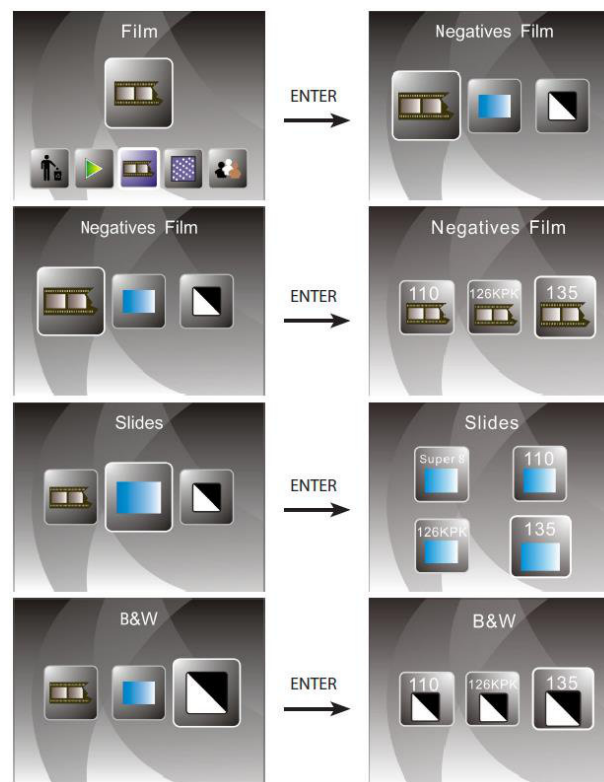 Film
ENTER
Negatives Film
Negatives Film
ENTER
Negatives Film
110
126KPK
135
Slides
ENTER
Slides
Super 8
110
126KPK
135
B&W
ENTER
B&W
110
126KPK
135